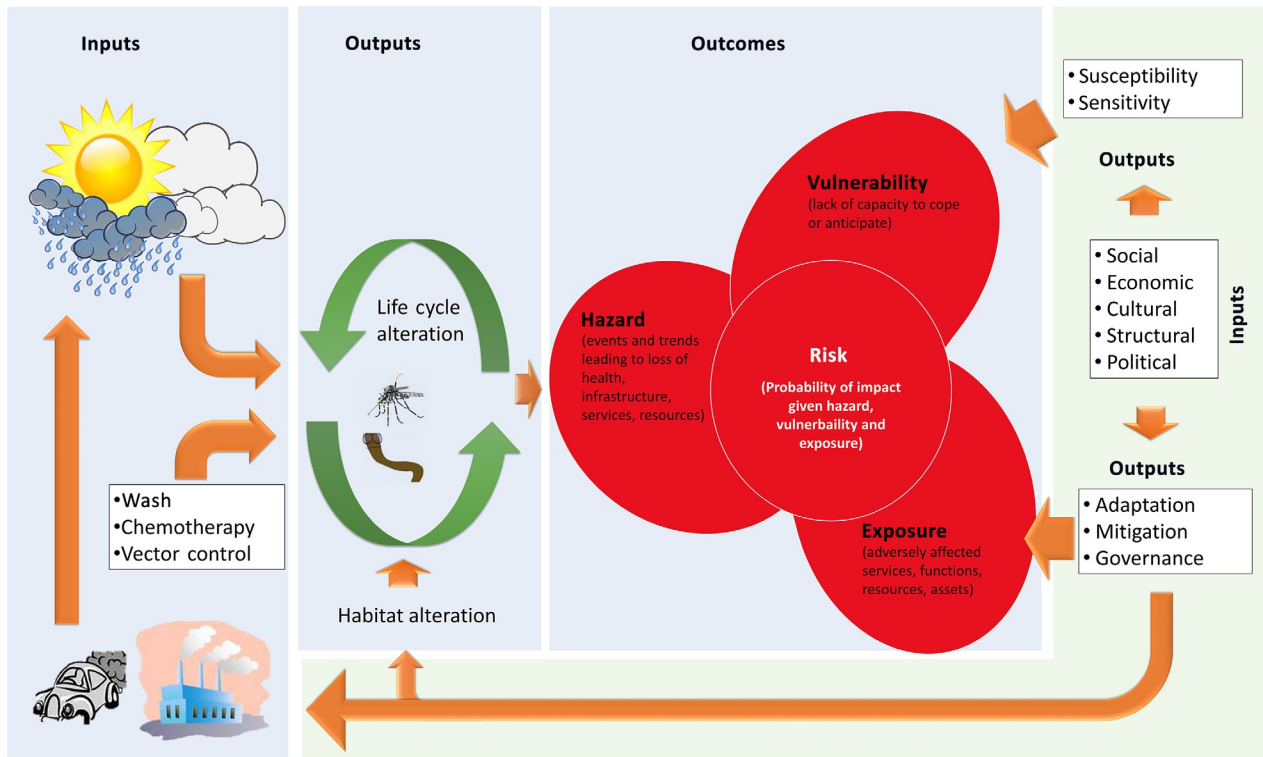 Inputs
Outputs
Outcomes
• Susceptibility
• Sensitivity
Outputs
Vulnerability
(lack of capacity to cope
or anticipate)
• Social
• Economic
• Cultural
• Structural
• Political
Inputs
Life cycle
alteration
Hazard
(events and trends
leading to loss of
health,
infrastructure,
services, resources)
Risk
(Probability of impact
given hazard,
vulnerbaility and
exposure)
Outputs
•Wash
•Chemotherapy
•Vector control
Exposure
(adversely affected
services, functions,
resources, assets)
• Adaptation
• Mitigation
• Governance
Habitat alteration